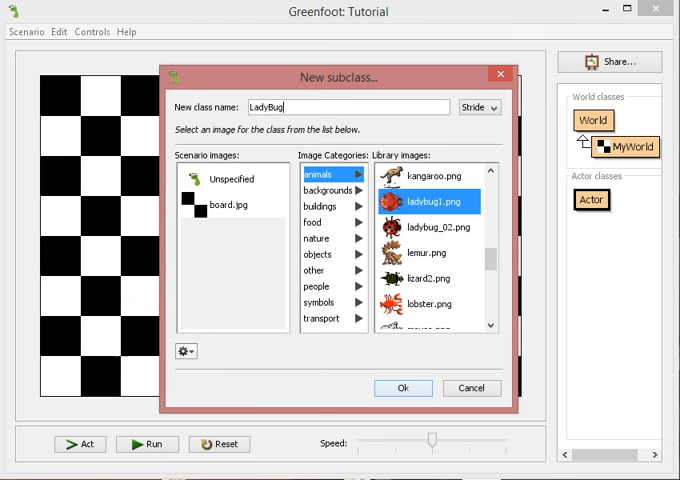 Greenfoot: Tutorial
Scenario Edit Controls Help
New subclass...
New class name: LadyBug Stride
Select an image for the class from the list below.
Scenario images:
Unspecified
board.jpg
Image Categories:
animals
backgrounds
buildings
food
nature
objects
other
people
symbols
transport
Library images:
kangaroo.png
ladybug1.png
ladybug_02.png
lemur.png
lizard2.png
lobster.png
Ok Cancel
Share...
World classes
World
MyWorld
Actor classes
Actor
Act Run Reset Speed: